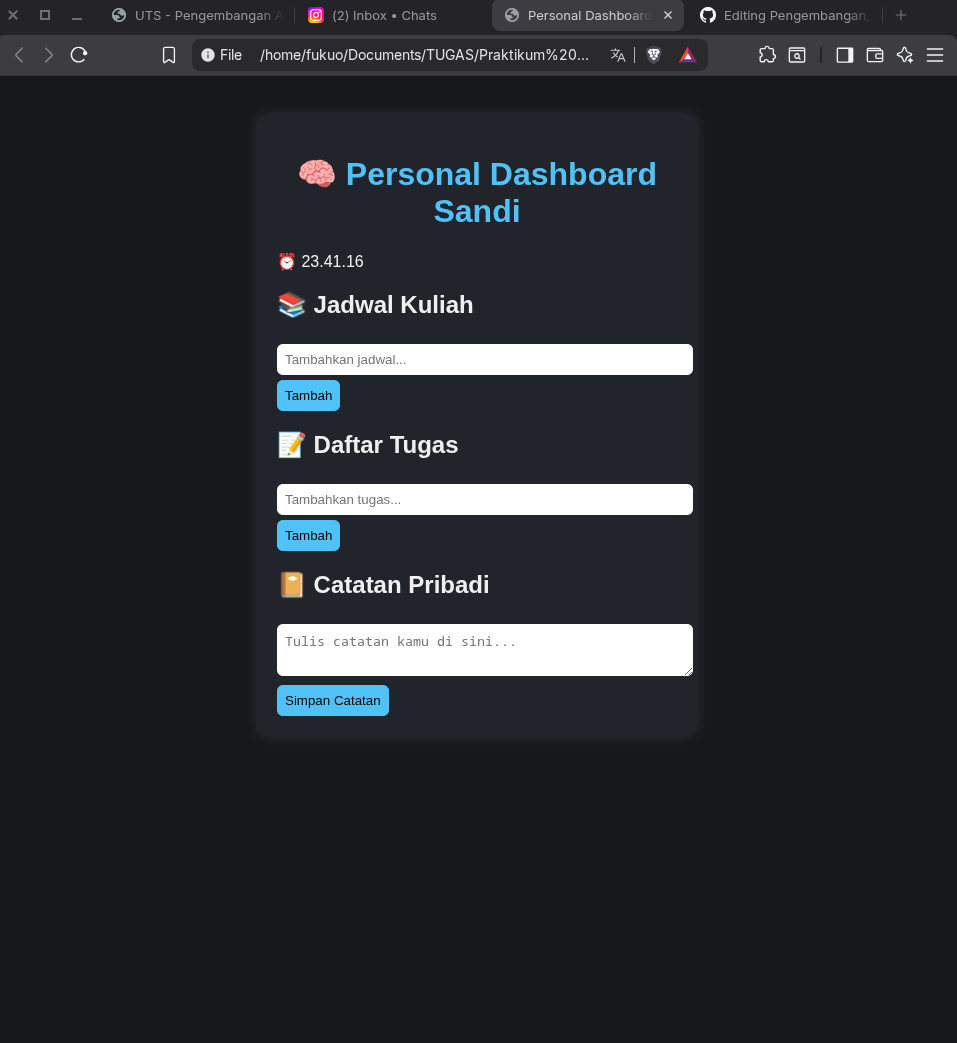 UTS - Pengembangan A
(2) Inbox • Chats
Personal Dashboard
Editing Pengembangan_
File /home/fukuo/Documents/TUGAS/Praktikum%20...
🧠 Personal Dashboard
Sandi
⏰ 23.41.16
📚 Jadwal Kuliah
Tambahkan jadwal...
Tambah
📝 Daftar Tugas
Tambahkan tugas...
Tambah
📔 Catatan Pribadi
Tulis catatan kamu di sini...
Simpan Catatan